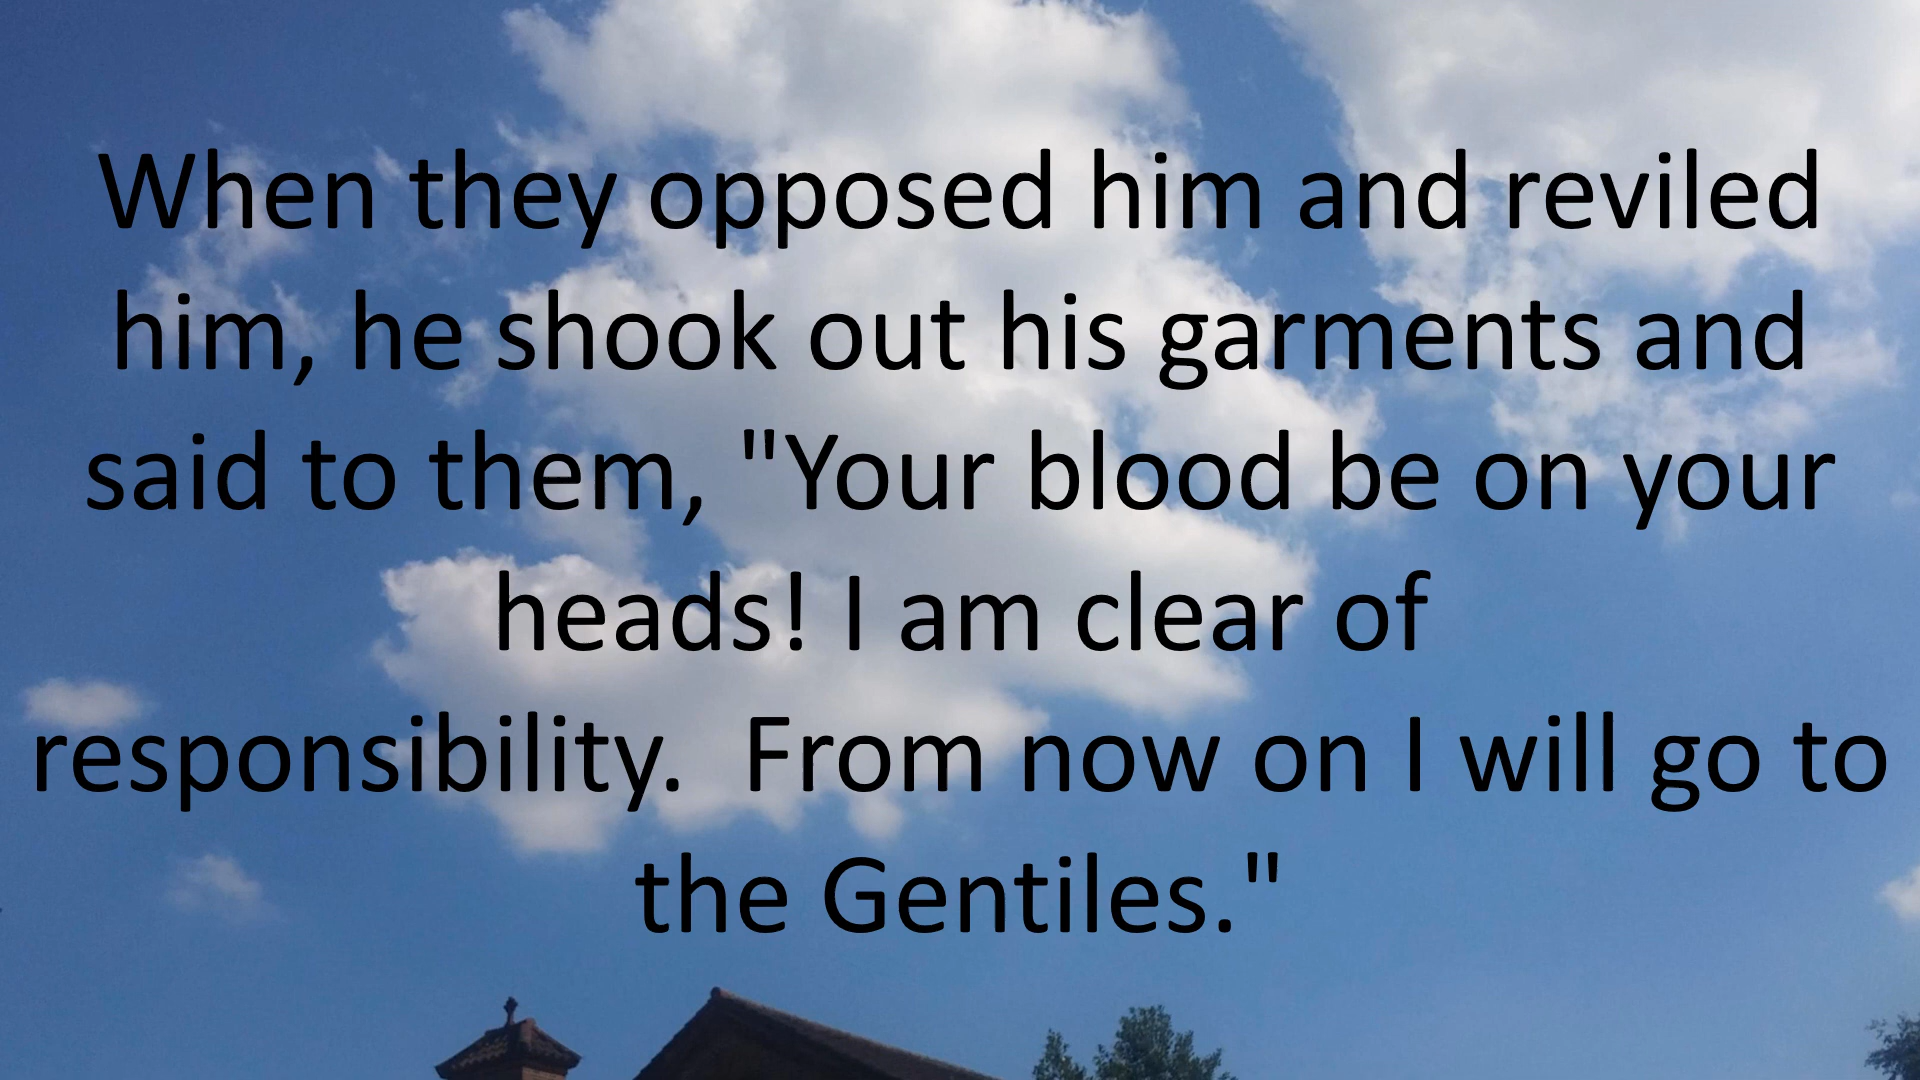 When they opposed him and reviled
him, he shook out his garments and
said to them, "Your blood be on your
heads! I am clear of
responsibility.  From now on I will go to
the Gentiles."